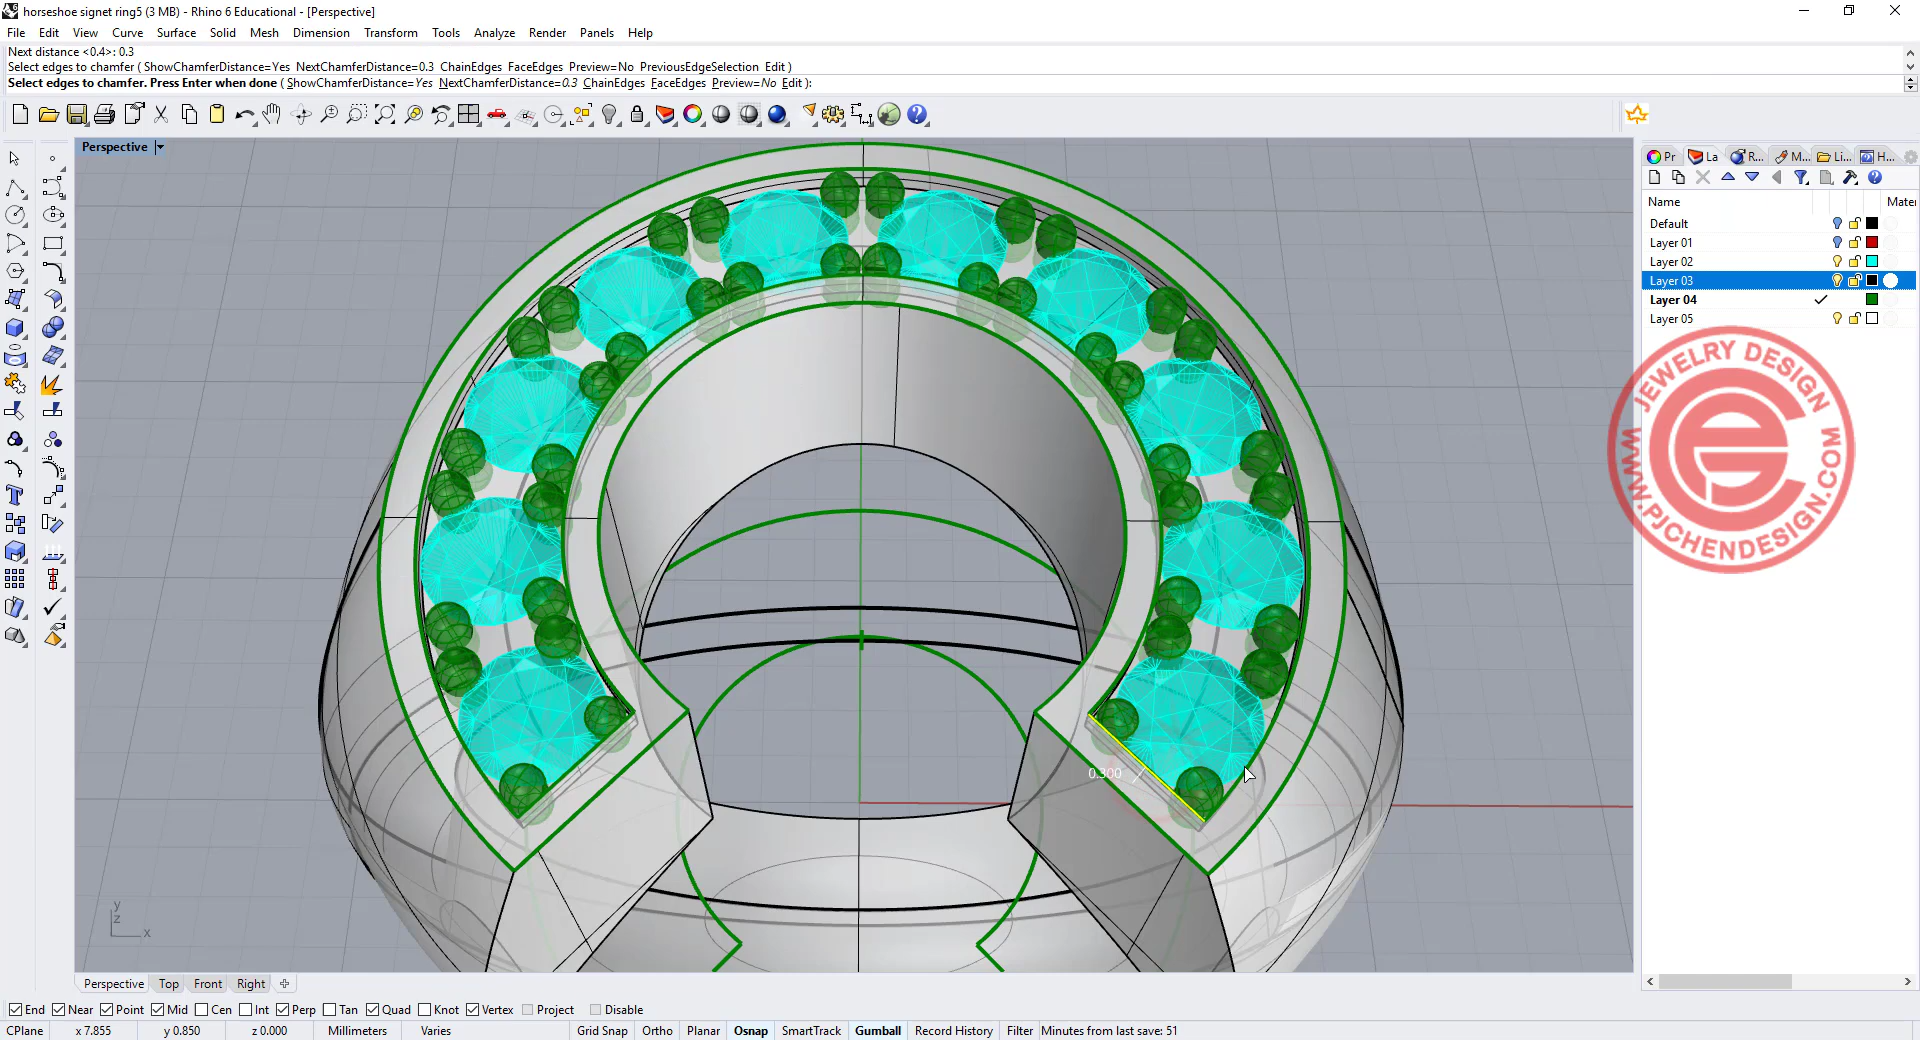 horseshoe signet ring5 (3 MB) - Rhino 6 Educational - [Perspective]
File Edit View Curve Surface Solid Mesh Dimension Transform Tools Analyze Render Panels Help
Next distance <0.4>: 0.3
Select edges to chamfer ( ShowChamferDistance=Yes NextChamferDistance=0.3 ChainEdges FaceEdges Preview=No PreviousEdgeSelection Edit )
Select edges to chamfer. Press Enter when done ( ShowChamferDistance=Yes NextChamferDistance=0.3 ChainEdges FaceEdges Preview=No Edit ):
Perspective
Pr La R... M... Li... H...
Name Mater
Default
Layer 01
Layer 02
Layer 03
Layer 04
Layer 05
JEWELRY DESIGN
WWW.PJCHENDESIGN.COM
0.300
y
z
x
Perspective Top Front Right
End Near Point Mid Cen Int Perp Tan Quad Knot Vertex Project Disable
CPlane x 7.855 y 0.850 z 0.000 Millimeters Varies Grid Snap Ortho Planar Osnap SmartTrack Gumball Record History Filter Minutes from last save: 51